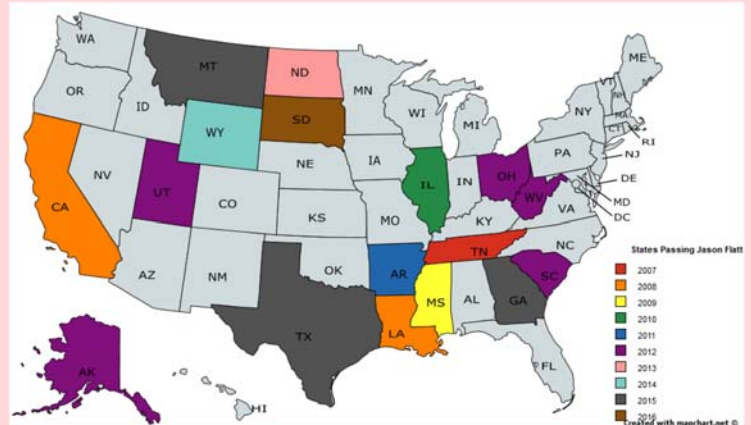 WA
MT
ND
MN
ME
OR
ID
WY
SD
WI
MI
VT
NH
NY
MA
CT
RI
NE
IA
PA
NJ
NV
UT
CO
IL
IN
OH
WV
DE
MD
DC
CA
KS
MO
KY
VA
AZ
NM
OK
AR
TN
NC
SC
TX
LA
MS
AL
GA
FL
AK
HI
States Passing Jason Flatt
2007
2008
2009
2010
2011
2012
2013
2014
2015
2016
Created with mapchart.net ©